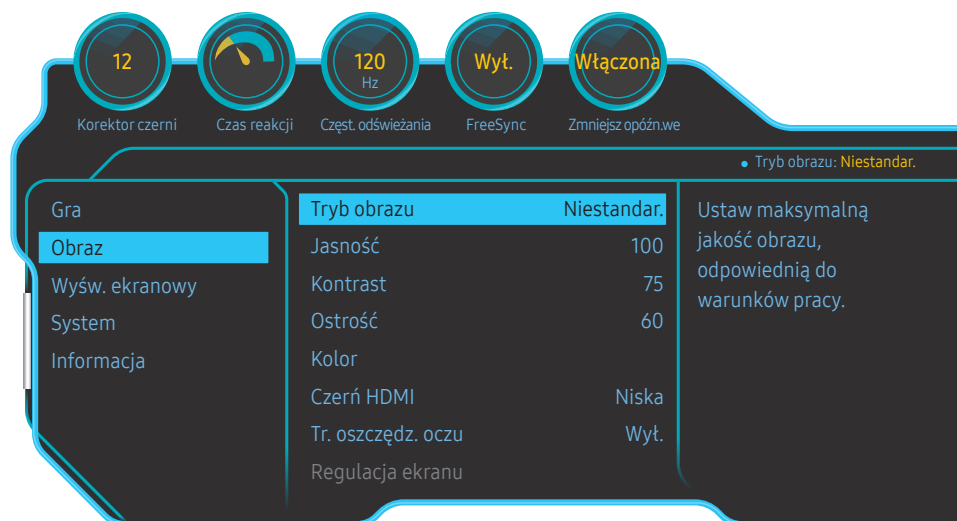 12
120
Hz
Wył.
Włączona
Korektor czerni
Czas reakcji
Częst. odświeżania
FreeSync
Zmniejsz opóźn.we
Tryb obrazu: Niestandar.
Gra
Obraz
Wyśw. ekranowy
System
Informacja
Tryb obrazu Niestandar.
Jasność 100
Kontrast 75
Ostrość 60
Kolor
Czerń HDMI Niska
Tr. oszczędz. oczu Wył.
Regulacja ekranu
Ustaw maksymalną
jakość obrazu,
odpowiednią do
warunków pracy.